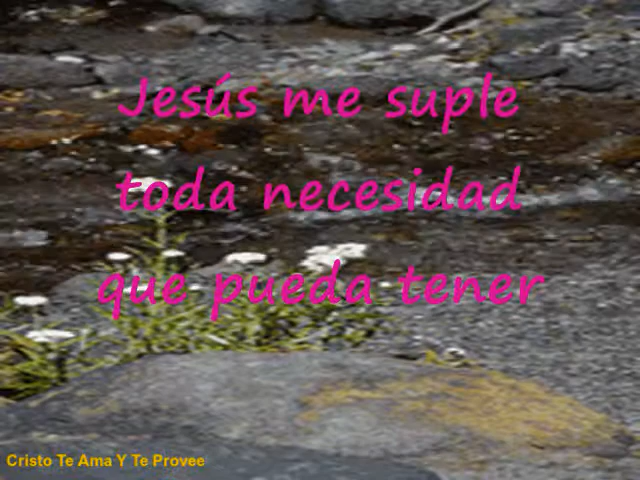 Jesús me suple
toda necesidad
que pueda tener
Cristo Te Ama Y Te Provee